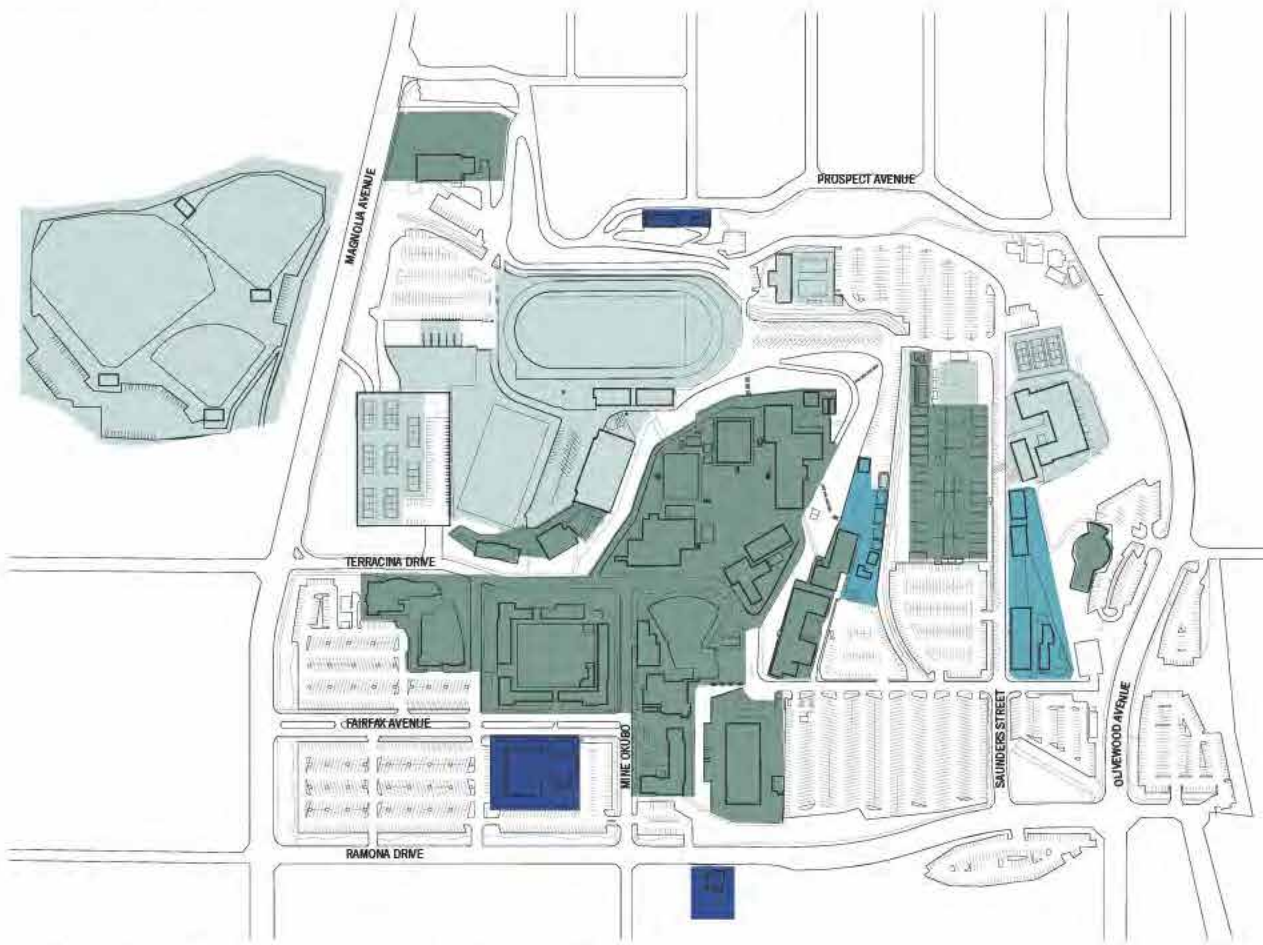 PROSPECT AVENUE
MAGNOLIA AVENUE
TERRACINA DRIVE
FAIRFAX AVENUE
MINE OKUBO
SAUNDERS STREET
OLIVEWOOD AVENUE
RAMONA DRIVE